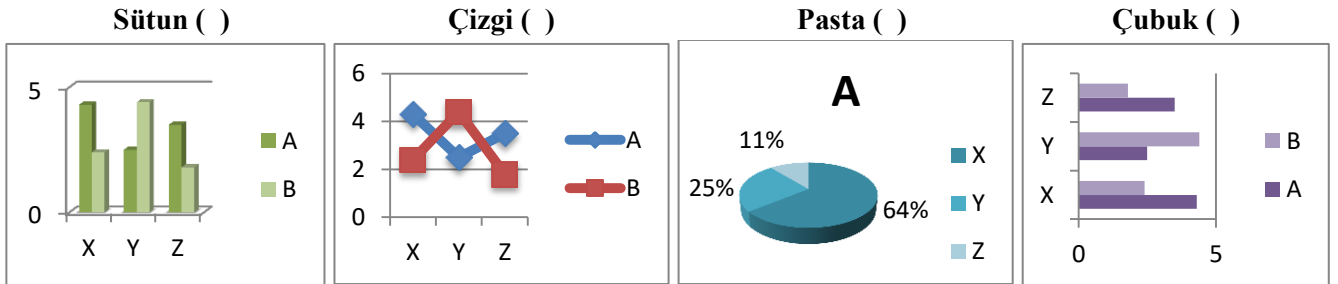 Sütun ( )
Çizgi ( )
Pasta ( )
Çubuk ( )
5
0
X Y Z
A
B
6
4
2
0
X Y Z
A
B
A
11%
25%
64%
X
Y
Z
Z
Y
X
0 5
B
A